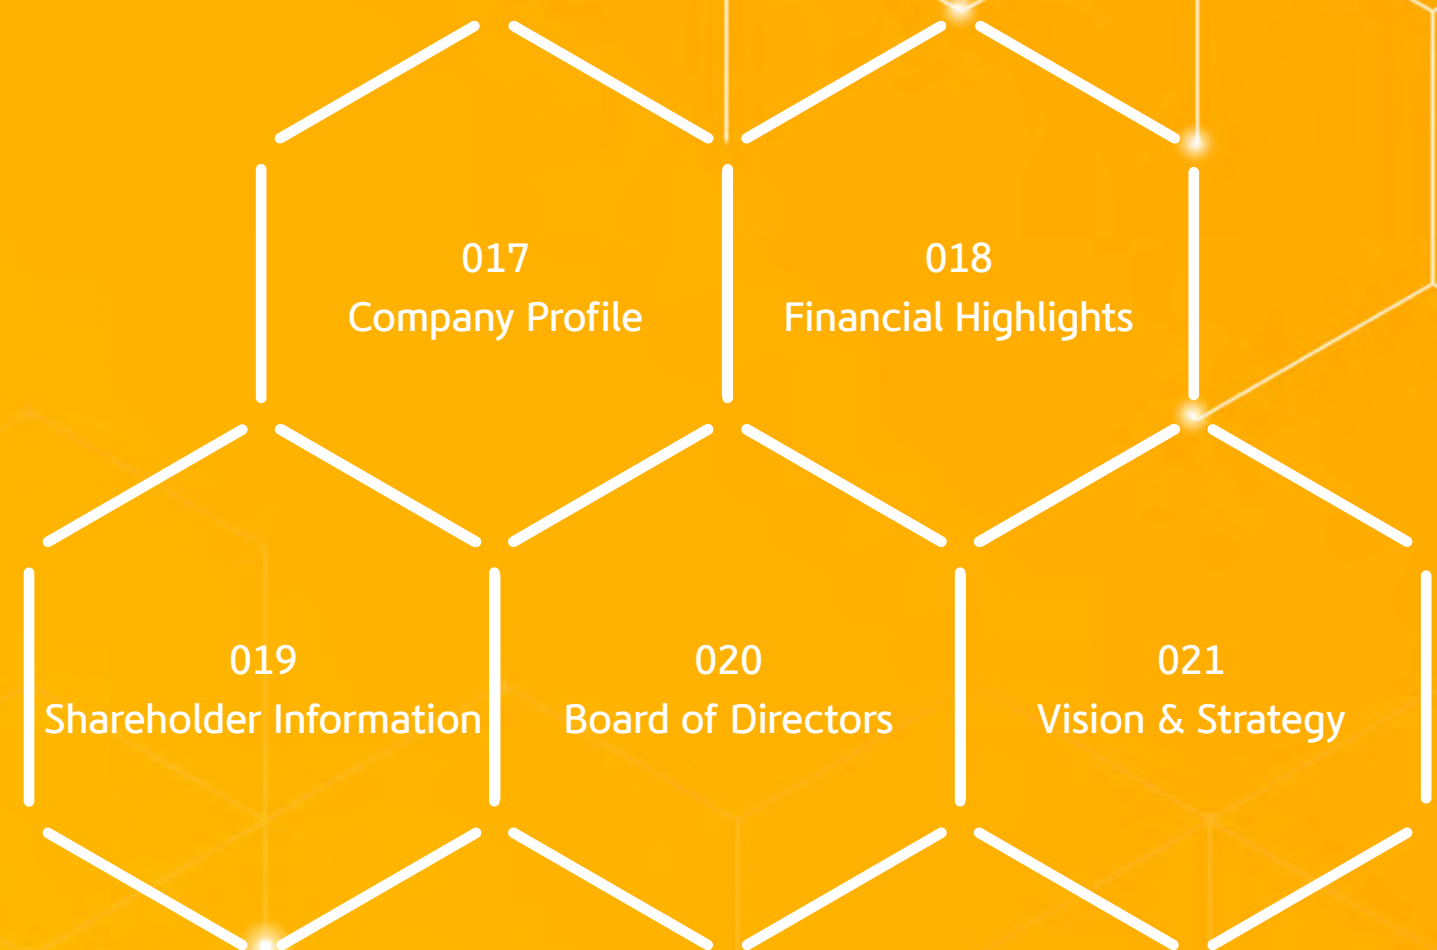 017
Company Profile
018
Financial Highlights
019
Shareholder Information
020
Board of Directors
021
Vision & Strategy